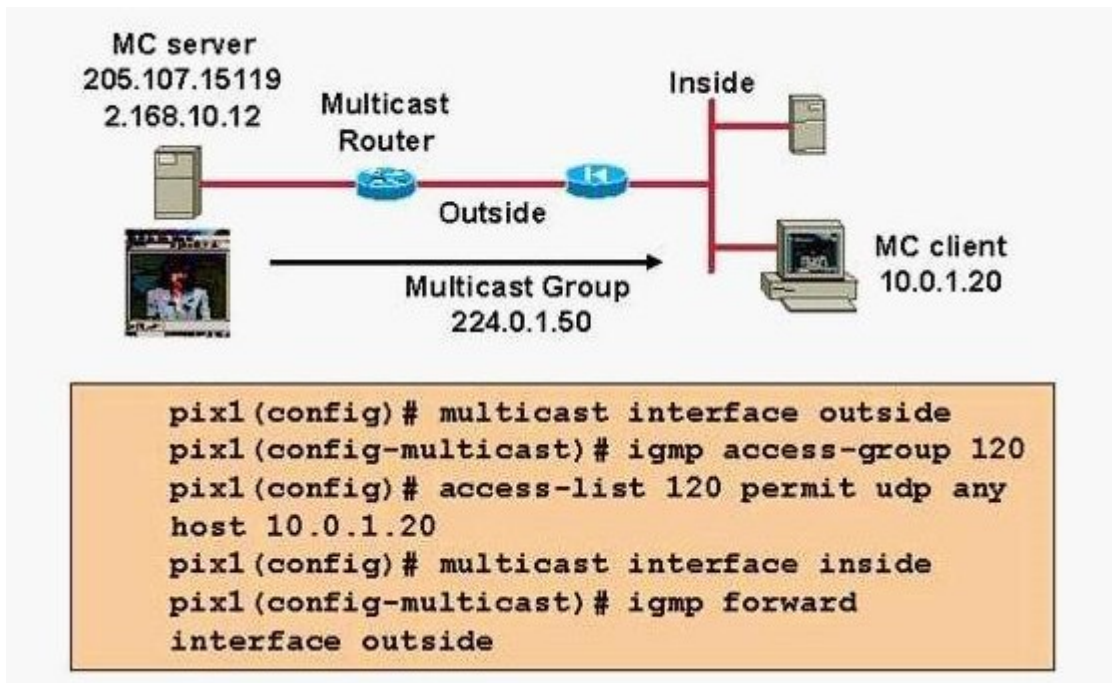 MC server
205.107.15119
2.168.10.12
Multicast
Router
Inside
Outside
MC client
10.0.1.20
Multicast Group
224.0.1.50
pix1(config)# multicast interface outside
pix1(config-multicast)# igmp access-group 120
pix1(config)# access-list 120 permit udp any
host 10.0.1.20
pix1(config)# multicast interface inside
pix1(config-multicast)# igmp forward
interface outside